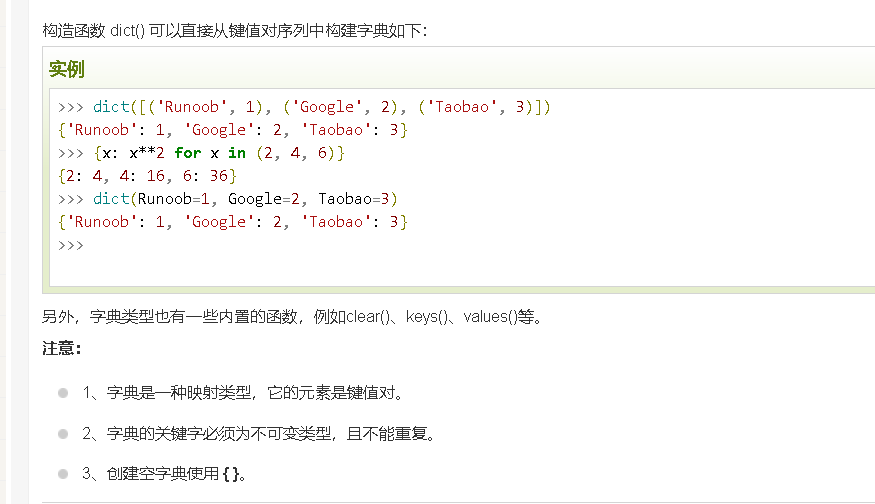 构造函数 dict() 可以直接从键值对序列中构建字典如下：
实例
>>> dict([('Runoob', 1), ('Google', 2), ('Taobao', 3)])
{'Runoob': 1, 'Google': 2, 'Taobao': 3}
>>> {x: x**2 for x in (2, 4, 6)}
{2: 4, 4: 16, 6: 36}
>>> dict(Runoob=1, Google=2, Taobao=3)
{'Runoob': 1, 'Google': 2, 'Taobao': 3}
>>>
另外，字典类型也有一些内置的函数，例如clear()、keys()、values()等。
注意：
1、字典是一种映射类型，它的元素是键值对。
2、字典的关键字必须为不可变类型，且不能重复。
3、创建空字典使用 {}。